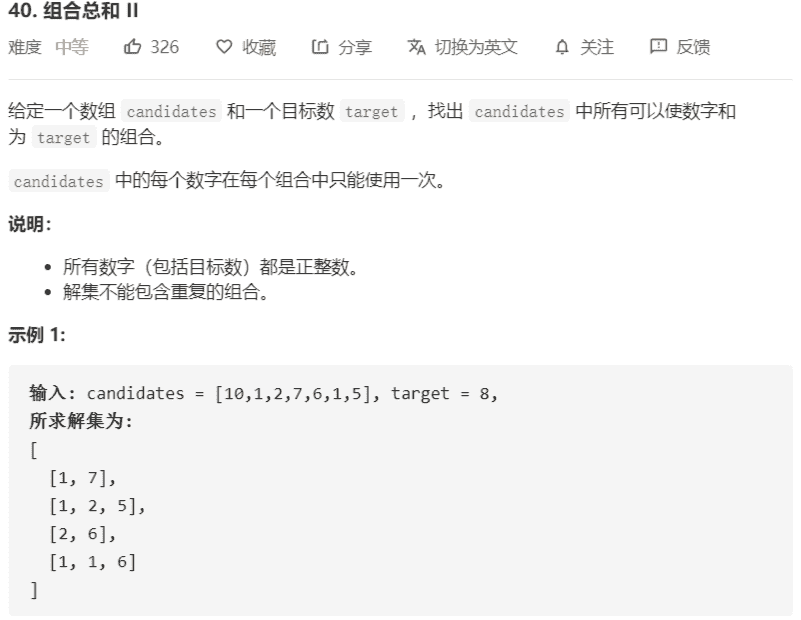 40. 组合总和 II
难度 中等 326 收藏 分享 切换为英文 关注 反馈
给定一个数组 candidates 和一个目标数 target ，找出 candidates 中所有可以使数字和
为 target 的组合。
candidates 中的每个数字在每个组合中只能使用一次。
说明：
• 所有数字（包括目标数）都是正整数。
• 解集不能包含重复的组合。
示例 1:
输入: candidates = [10,1,2,7,6,1,5], target = 8,
所求解集为:
[
[1, 7],
[1, 2, 5],
[2, 6],
[1, 1, 6]
]